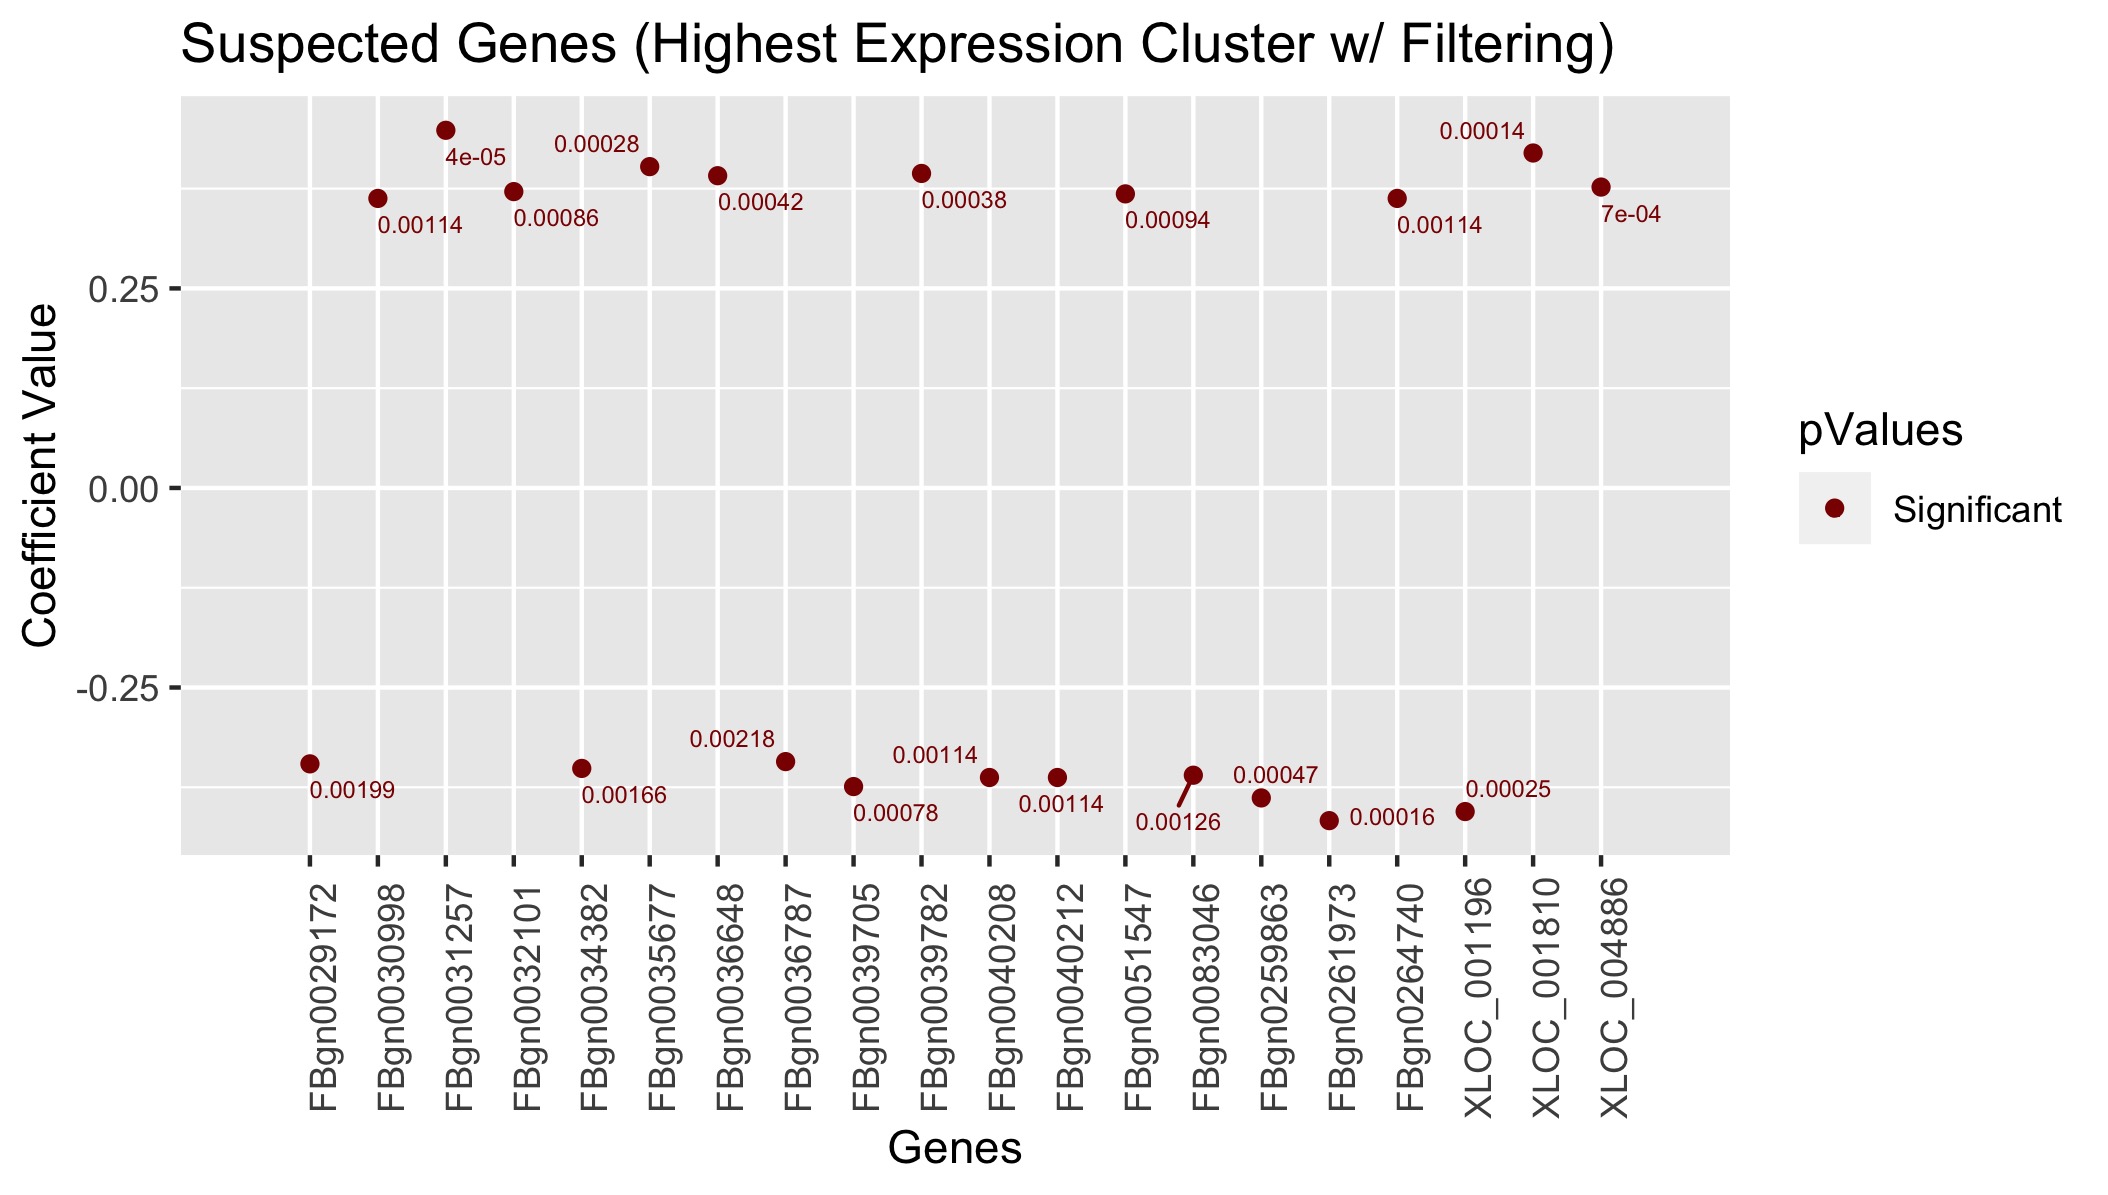 Suspected Genes (Highest Expression Cluster w/ Filtering)
Coefficient Value
0.25
0.00
-0.25
0.00014
0.00028
4e-05
0.00042
0.00038
7e-04
0.00086
0.00094
0.00114
0.00114
0.00218
0.00114
0.00047
0.00199
0.00166
0.00025
0.00114
0.00078
0.00126
0.00016
FBgn0029172
FBgn0030998
FBgn0031257
FBgn0032101
FBgn0034382
FBgn0035677
FBgn0036648
FBgn0036787
FBgn0039705
FBgn0039782
FBgn0040208
FBgn0040212
FBgn0051547
FBgn0083046
FBgn0259863
FBgn0261973
FBgn0264740
XLOC_001196
XLOC_001810
XLOC_004886
Genes
pValues
Significant